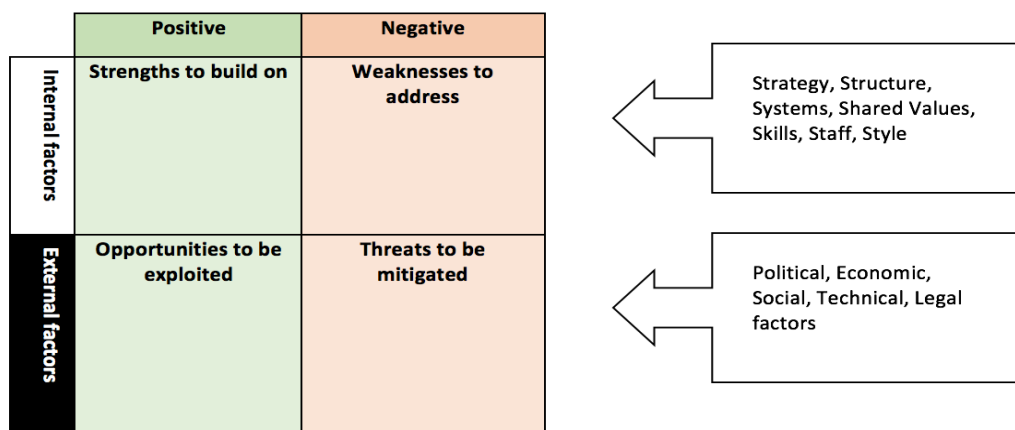 Positive
Negative
Internal factors
Strengths to build on
Weaknesses to
address
Strategy, Structure,
Systems, Shared Values,
Skills, Staff, Style
External factors
Opportunities to be
exploited
Threats to be
mitigated
Political, Economic,
Social, Technical, Legal
factors